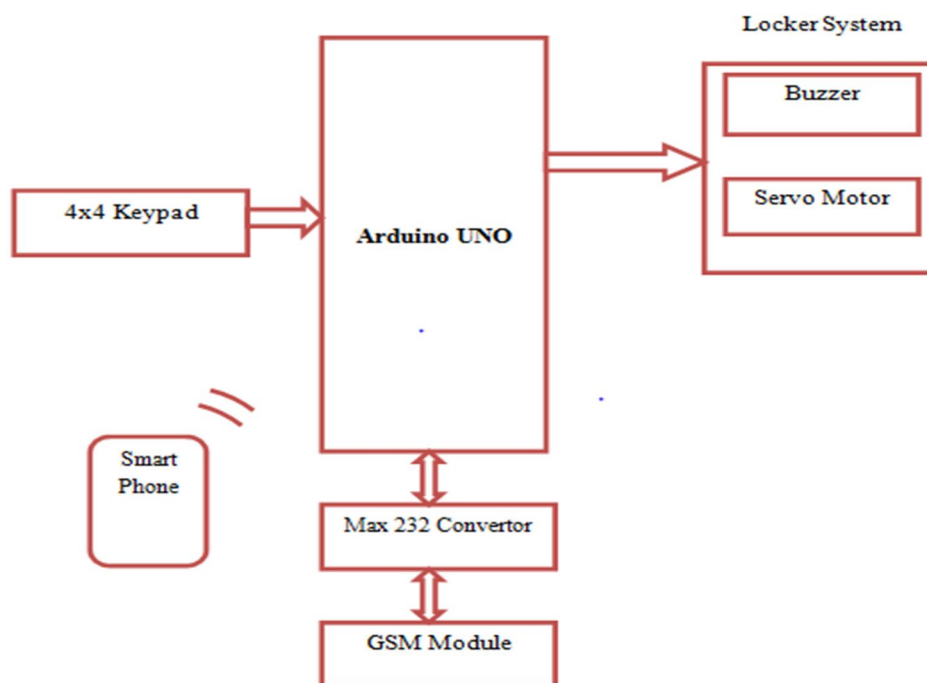 Locker System
Buzzer
4x4 Keypad
Servo Motor
Arduino UNO
Smart
Phone
Max 232 Convertor
GSM Module